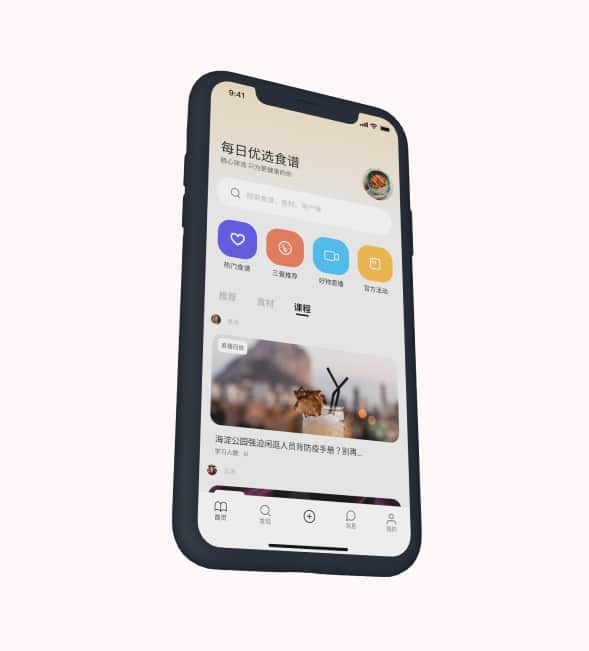 9:41
每日优选食谱
精心保选 只为更健康的你
搜索食谱、食材、用户等
热门食谱
三餐推荐
好物直播
官方活动
推荐
食材
课程
直播回放
海淀公园强迫闲逛人员背防疫手册？别再...
学习人数:
首页
发现
消息
我的